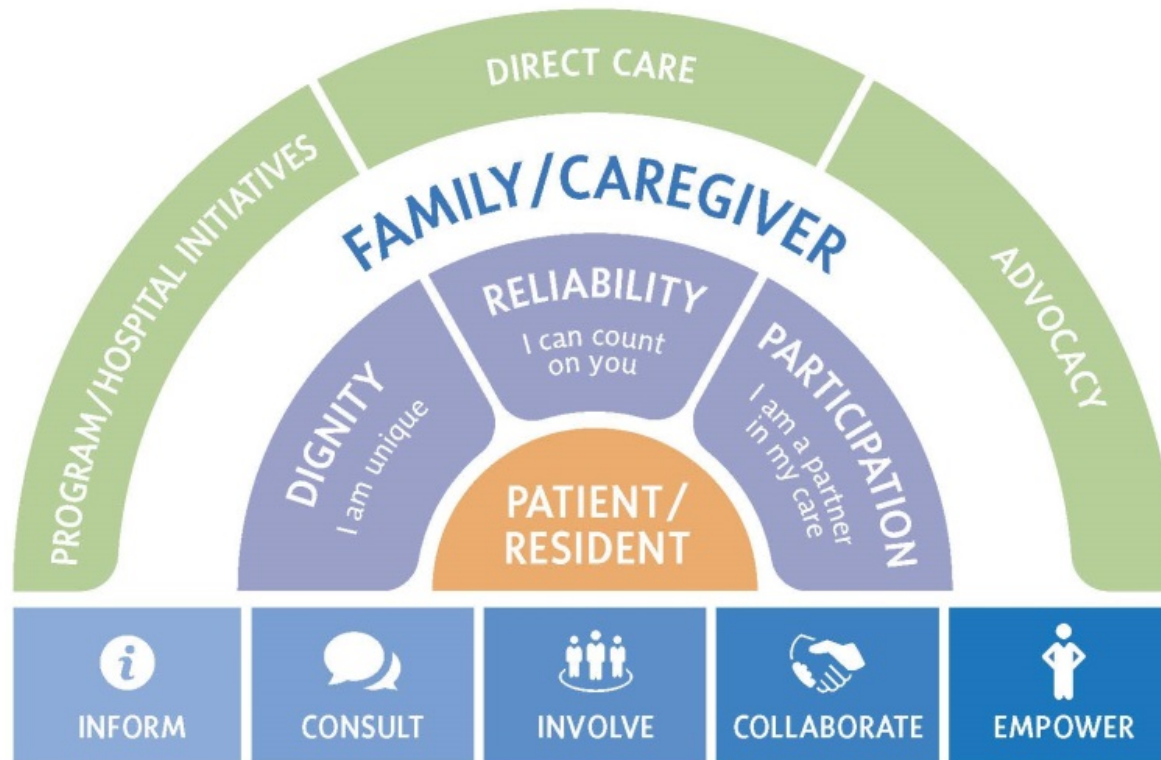 DIRECT CARE
PROGRAM/HOSPITAL INITIATIVES
ADVOCACY
FAMILY/CAREGIVER
RELIABILITY
I can count
on you
DIGNITY
I am unique
PARTICIPATION
I am a partner
in my care
PATIENT/
RESIDENT
i
INFORM
CONSULT
INVOLVE
COLLABORATE
EMPOWER